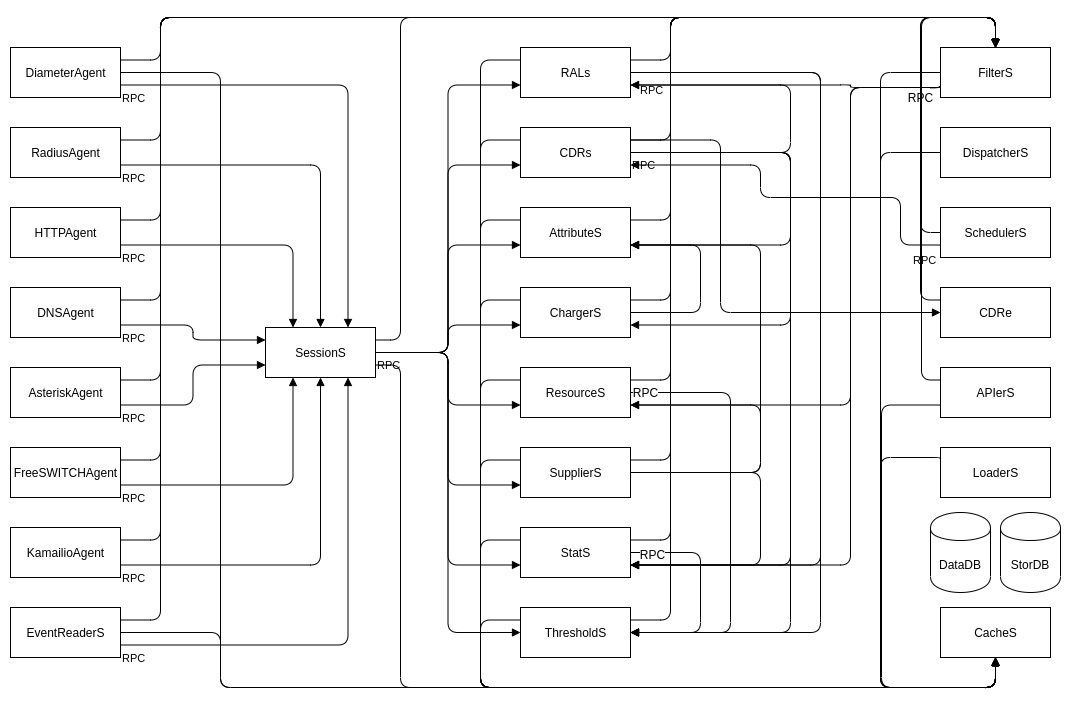 DiameterAgent
RPC
RadiusAgent
RPC
HTTPAgent
RPC
DNSAgent
RPC
AsteriskAgent
RPC
FreeSWITCHAgent
RPC
KamailioAgent
RPC
EventReaderS
RPC
SessionS
RPC
RALs
RPC
CDRs
RPC
AttributeS
ChargerS
ResourceS
RPC
SupplierS
StatS
RPC
ThresholdS
FilterS
RPC
DispatcherS
SchedulerS
RPC
CDRe
APIerS
LoaderS
DataDB
StorDB
CacheS